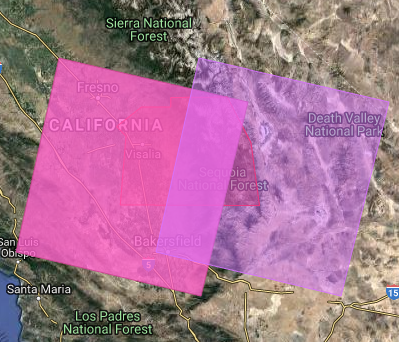 Sierra National
Forest
Fresno
CALIFORNIA
Death Valley
National Park
Visalia
Sequoia
National Forest
Bakersfield
San Luis
Obispo
5
15
Santa Maria
Los Padres
National Forest